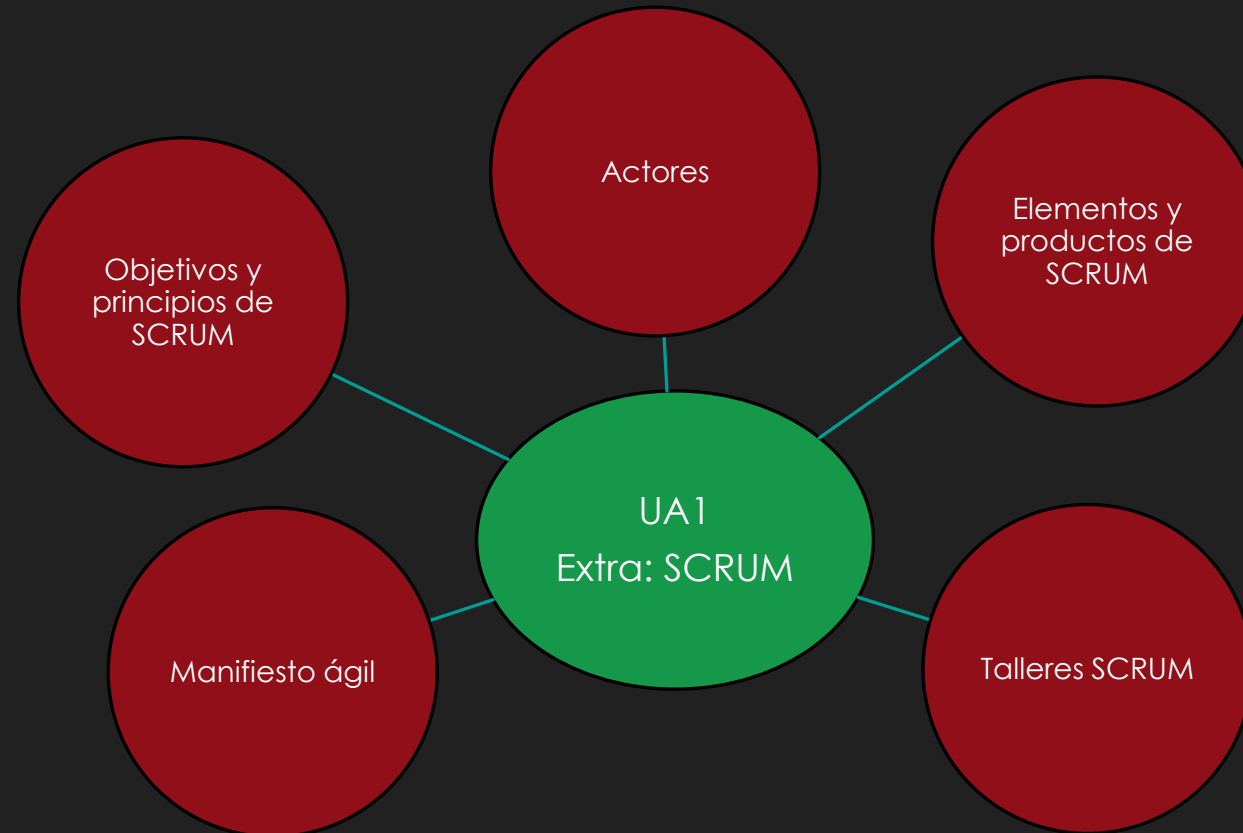 Actores
Elementos y
productos de
SCRUM
Objetivos y
principios de
SCRUM
UA1
Extra: SCRUM
Manifiesto ágil
Talleres SCRUM